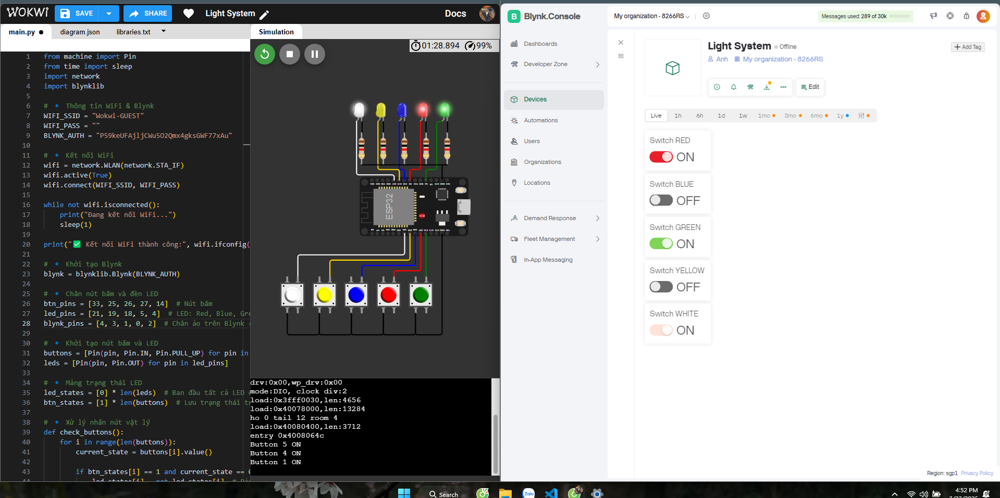 WOKWi
SAVE
SHARE
Light System
Docs
main.py
diagram.json
libraries.txt
1 from machine import Pin
2 from time import sleep
3 import network
4 import blynklib
5
6 # Thông tin WiFi & Blynk
7 WIFI_SSID = "Wokwi-GUEST"
8 WIFI_PASS = ""
9 BLYNK_AUTH = "P59keUFAjljCWu5O2Qmx4gksGWF77xAu"
10
11 # Kết nối WiFi
12 wifi = network.WLAN(network.STA_IF)
13 wifi.active(True)
14 wifi.connect(WIFI_SSID, WIFI_PASS)
15
16 while not wifi.isconnected():
17 print("Đang kết nối WiFi...")
18 sleep(1)
19
20 print("✅ Kết nối WiFi thành công:", wifi.ifconfig(
21
22 # Khởi tạo Blynk
23 blynk = blynklib.Blynk(BLYNK_AUTH)
24
25 # Chân nút bấm và đèn LED
26 btn_pins = [33, 25, 26, 27, 14] # Nút bấm
27 led_pins = [21, 19, 18, 5, 4] # LED: Red, Blue, Gre
28 blynk_pins = [4, 3, 1, 0, 2] # Chân ảo trên Blynk
29
30 # Khởi tạo nút bấm và LED
31 buttons = [Pin(pin, Pin.IN, Pin.PULL_UP) for pin in
32 leds = [Pin(pin, Pin.OUT) for pin in led_pins]
33
34 # Mảng trạng thái LED
35 led_states = [0] * len(leds) # Ban đầu tất cả LED
36 btn_states = [1] * len(buttons) # Lưu trạng thái
37
38 # Xử lý nhấn nút vật lý
39 def check_buttons():
40 for i in range(len(buttons)):
41 current_state = buttons[i].value()
42
43 if btn_states[i] == 1 and current_state ==
44 led_states[i] = not led_states[i] #
Simulation
01:28.894
99%
ESP32
drv:0x00,wp_drv:0x00
mode:DIO, clock div:2
load:0x3fff0030,len:4656
load:0x40078000,len:13284
ho 0 tail 12 room 4
load:0x40080400,len:3712
entry 0x4008064c
Button 5 ON
Button 4 ON
Button 1 ON
B Blynk.Console
Dashboards
Developer Zone
Devices
Automations
Users
Organizations
Locations
Demand Response
Fleet Management
In-App Messaging
My organization - 8266RS
Messages used: 289 of 30k
Light System
Offline
Add Tag
Anh
My organization - 8266RS
Edit
Live 1h 6h 1d 1w 1mo 3mo 6mo 1y
Switch RED
ON
Switch BLUE
OFF
Switch GREEN
ON
Switch YELLOW
OFF
Switch WHITE
ON
Region: sgp1 Privacy Policy
Search
Zalo
4:52 PM